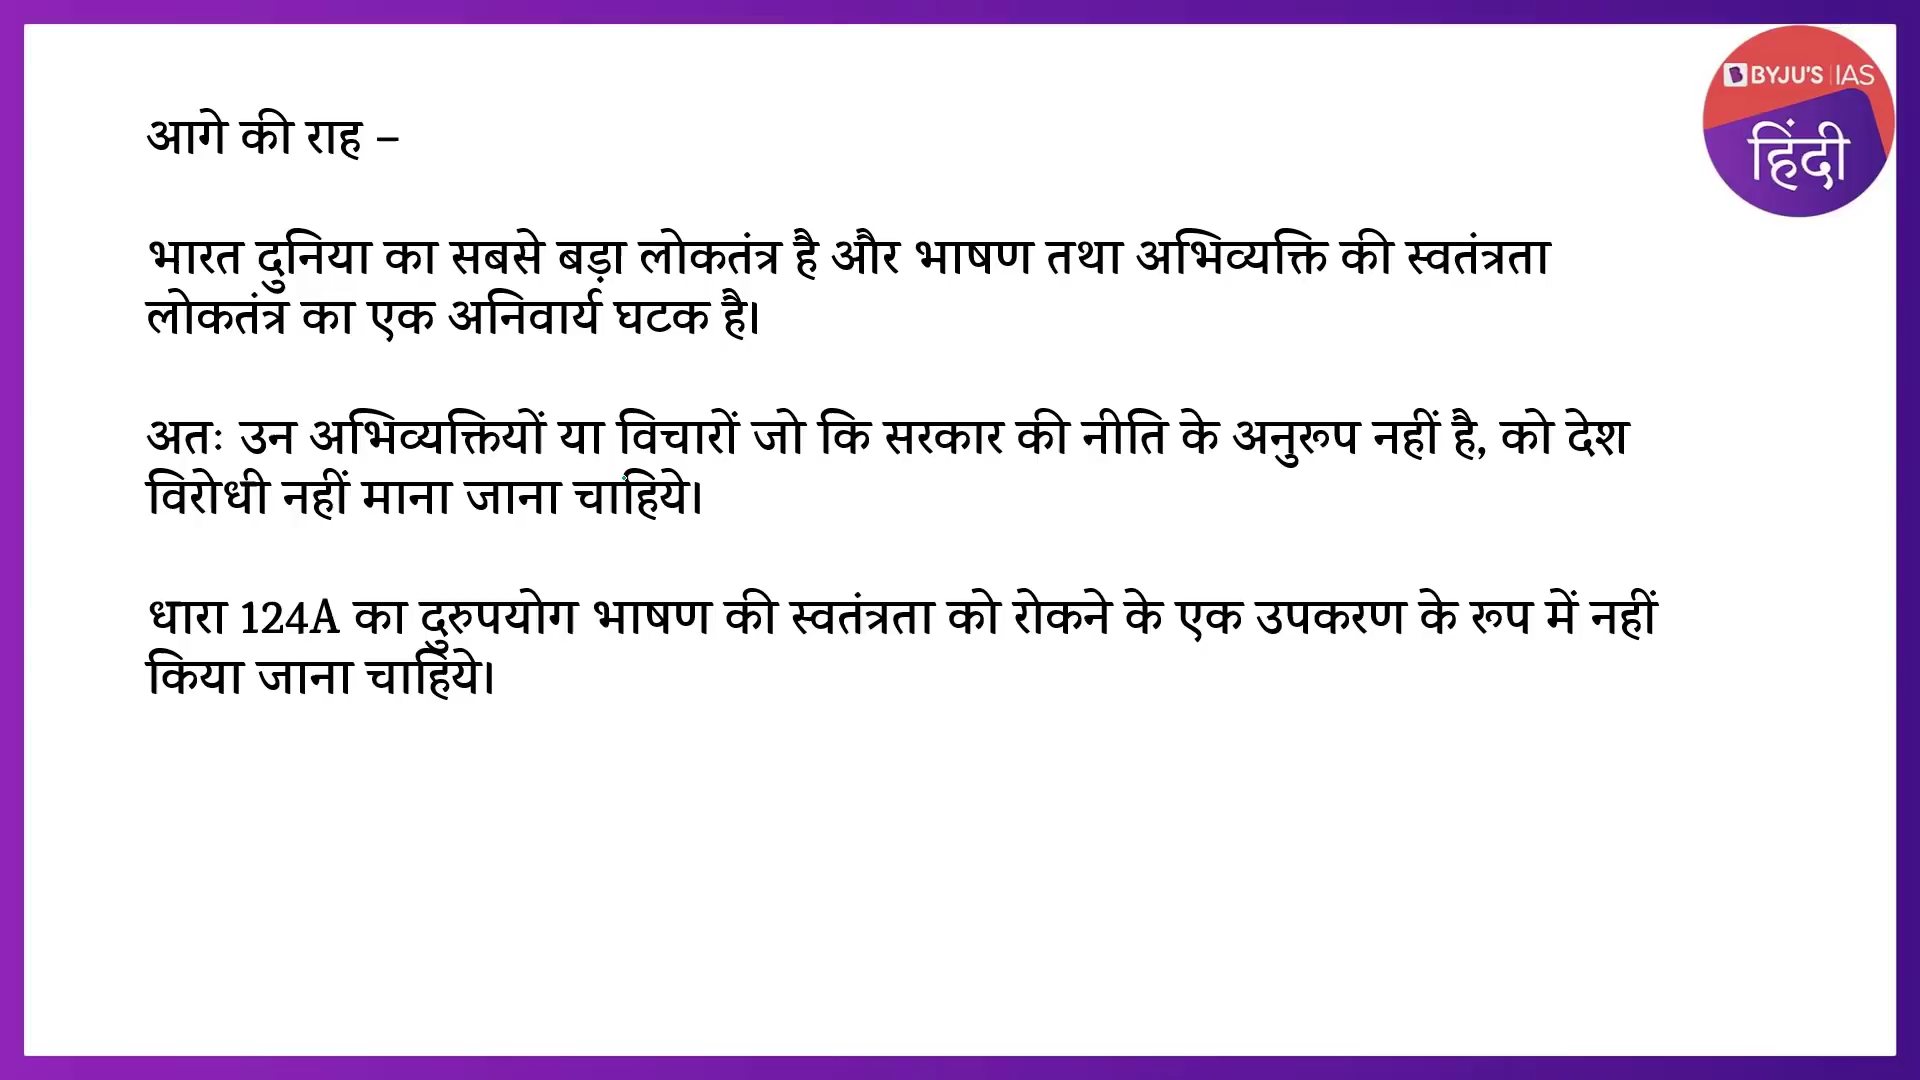 BYJU'S IAS
हिंदी
आगे की राह –
भारत दुनिया का सबसे बड़ा लोकतंत्र है और भाषण तथा अभिव्यक्ति की स्वतंत्रता
लोकतंत्र का एक अनिवार्य घटक है।
अतः उन अभिव्यक्तियों या विचारों जो कि सरकार की नीति के अनुरूप नहीं है, को देश
विरोधी नहीं माना जाना चाहिये।
धारा 124A का दुरुपयोग भाषण की स्वतंत्रता को रोकने के एक उपकरण के रूप में नहीं
किया जाना चाहिये।